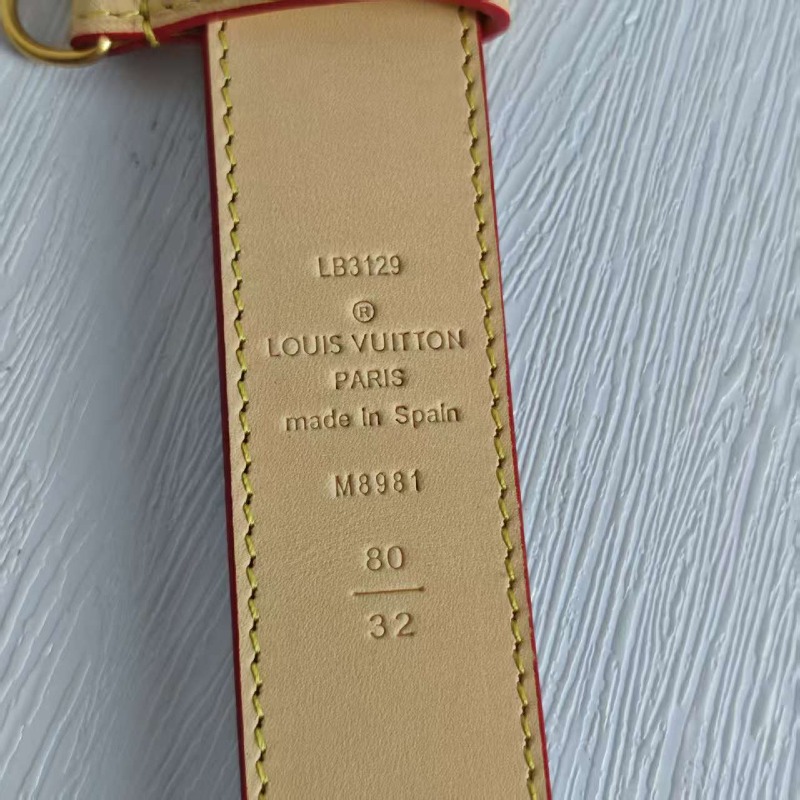 LB3129
®
LOUIS VUITTON
PARIS
made in Spain
M8981
80
32